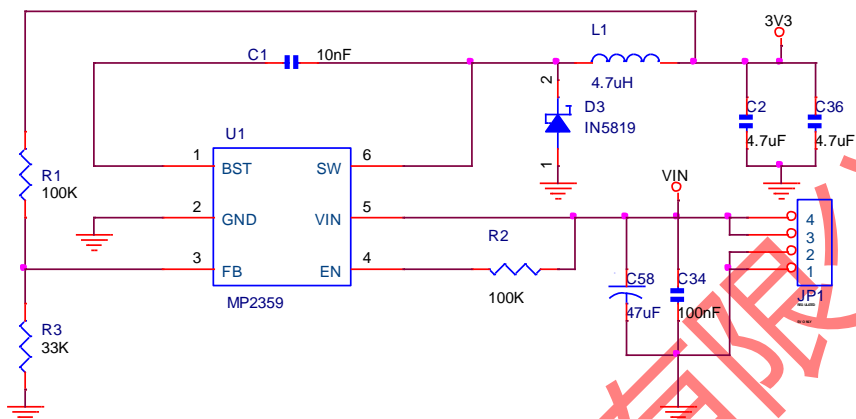 3V3
L1
C1
10nF
4.7uH
2
D3
IN5819
1
C2
4.7uF
C36
4.7uF
U1
1
BST
SW
6
R1
100K
2
GND
VIN
5
VIN
3
FB
EN
4
R2
100K
MP2359
4
3
2
1
JP1
C58
47uF
C34
100nF
R3
33K
有限